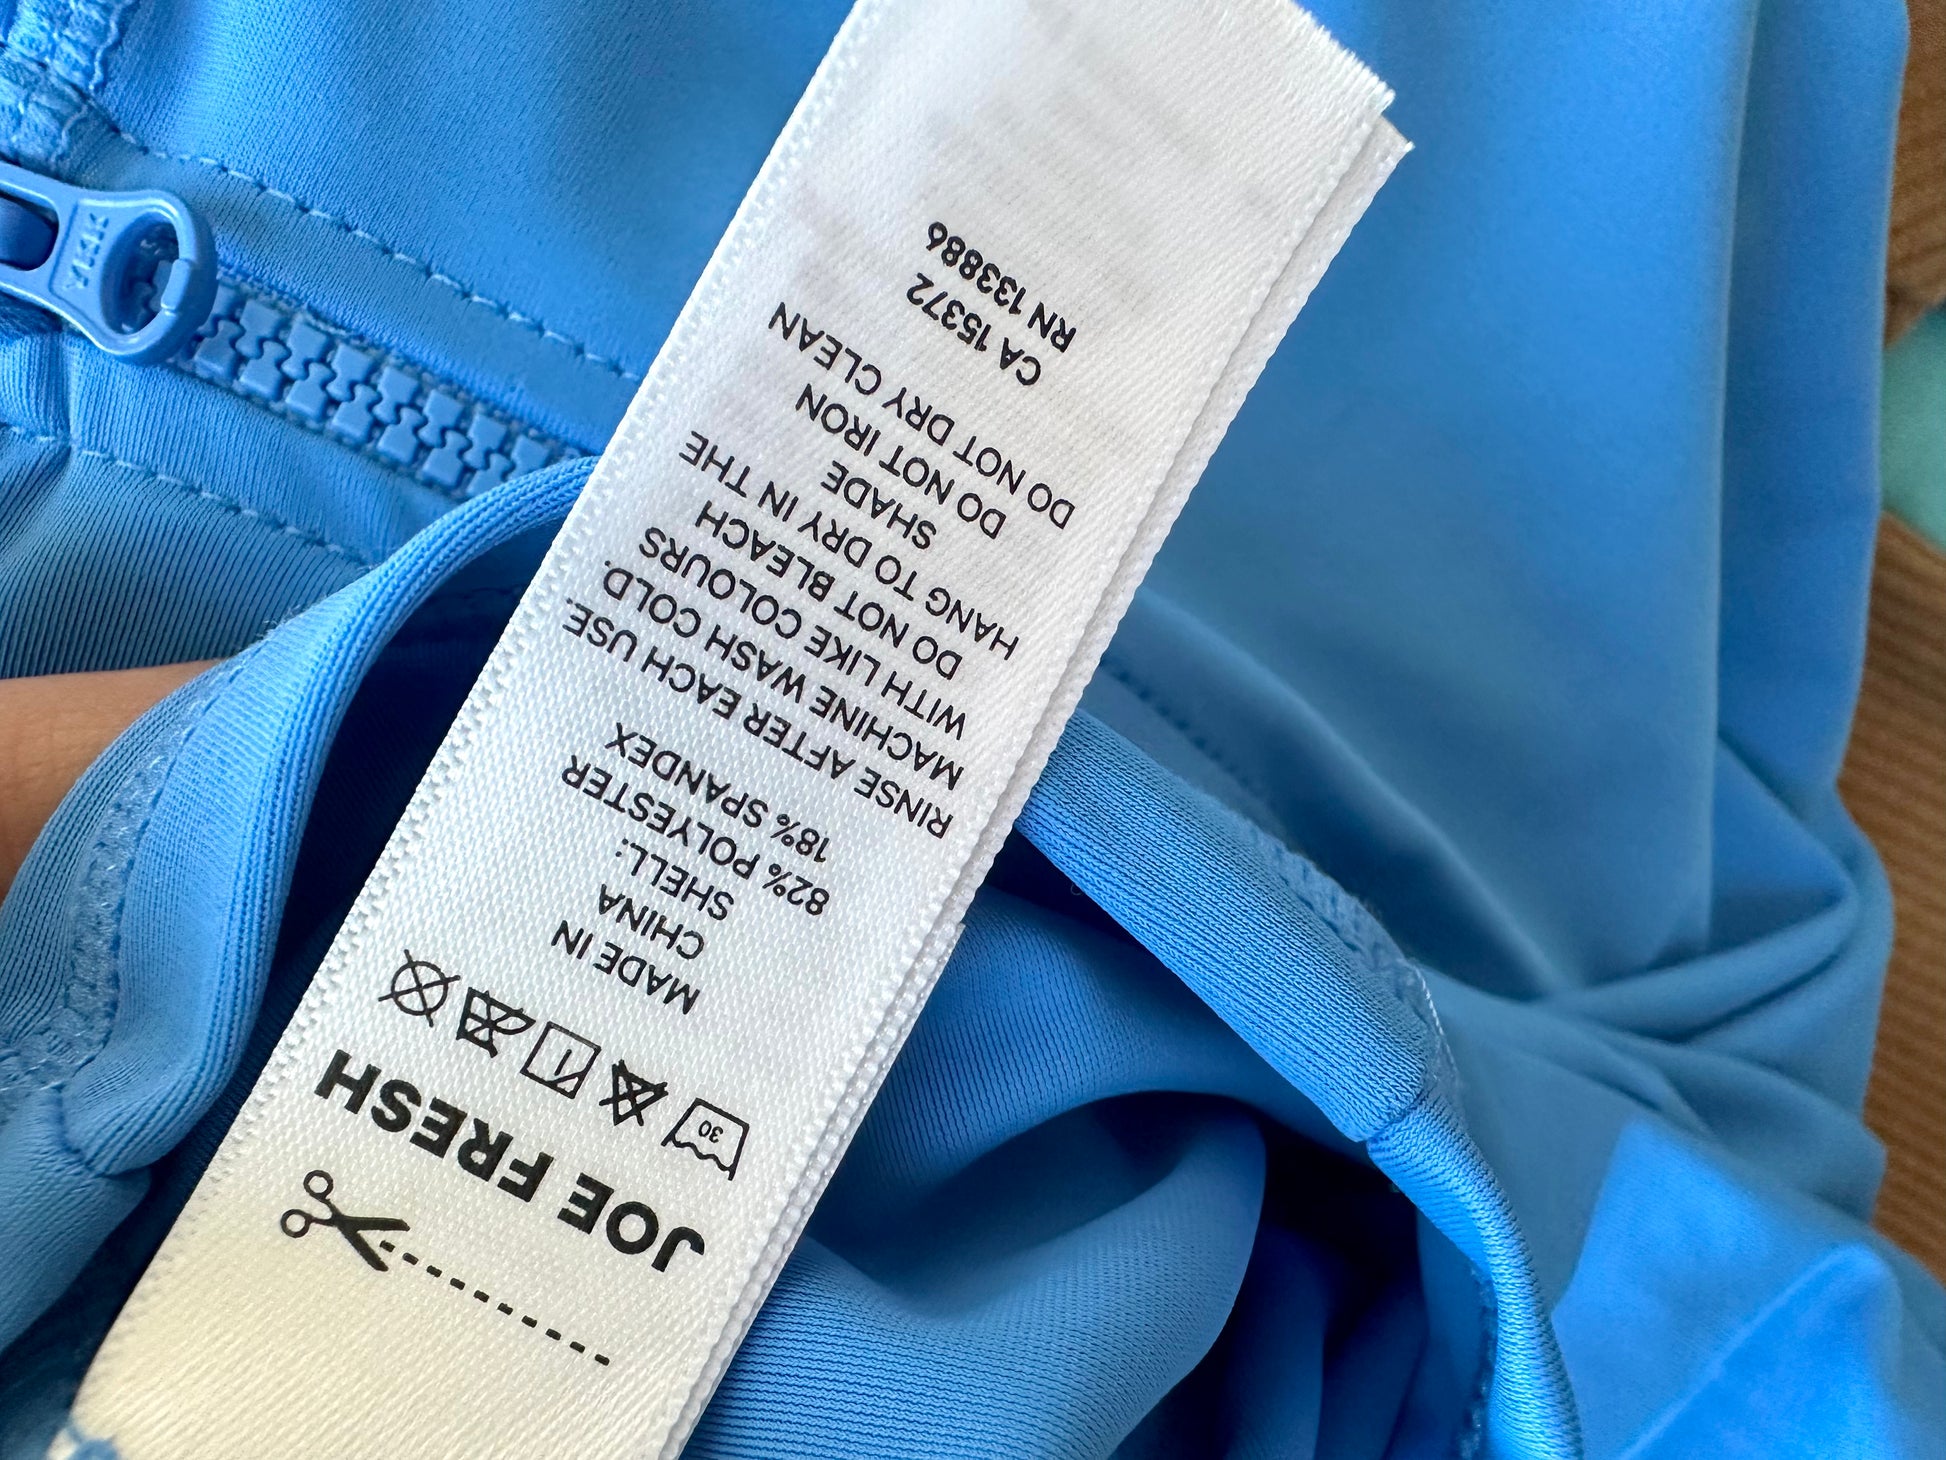 JOE FRESH
30
MADE IN
CHINA
SHELL:
82% POLYESTER
18% SPANDEX
RINSE AFTER EACH USE.
MACHINE WASH COLD.
WITH LIKE COLOURS
DO NOT BLEACH
HANG TO DRY IN THE
SHADE
DO NOT IRON
DO NOT DRY CLEAN
CA 15372
RN 133886
YKK